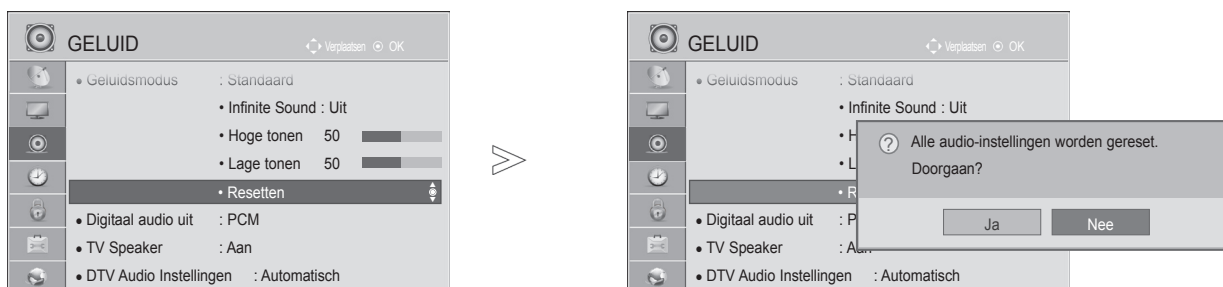 GELUID Verplaatsen OK
• Geluidsmodus : Standaard
• Infinite Sound : Uit
• Hoge tonen 50
• Lage tonen 50
• Resetten
• Digitaal audio uit : PCM
• TV Speaker : Aan
• DTV Audio Instellingen : Automatisch
GELUID Verplaatsen OK
• Geluidsmodus : Standaard
• Infinite Sound : Uit
• H
• L
• R
• Digitaal audio uit : P
• TV Speaker : Aan
• DTV Audio Instellingen : Automatisch
? Alle audio-instellingen worden gereset.
Doorgaan?
Ja Nee